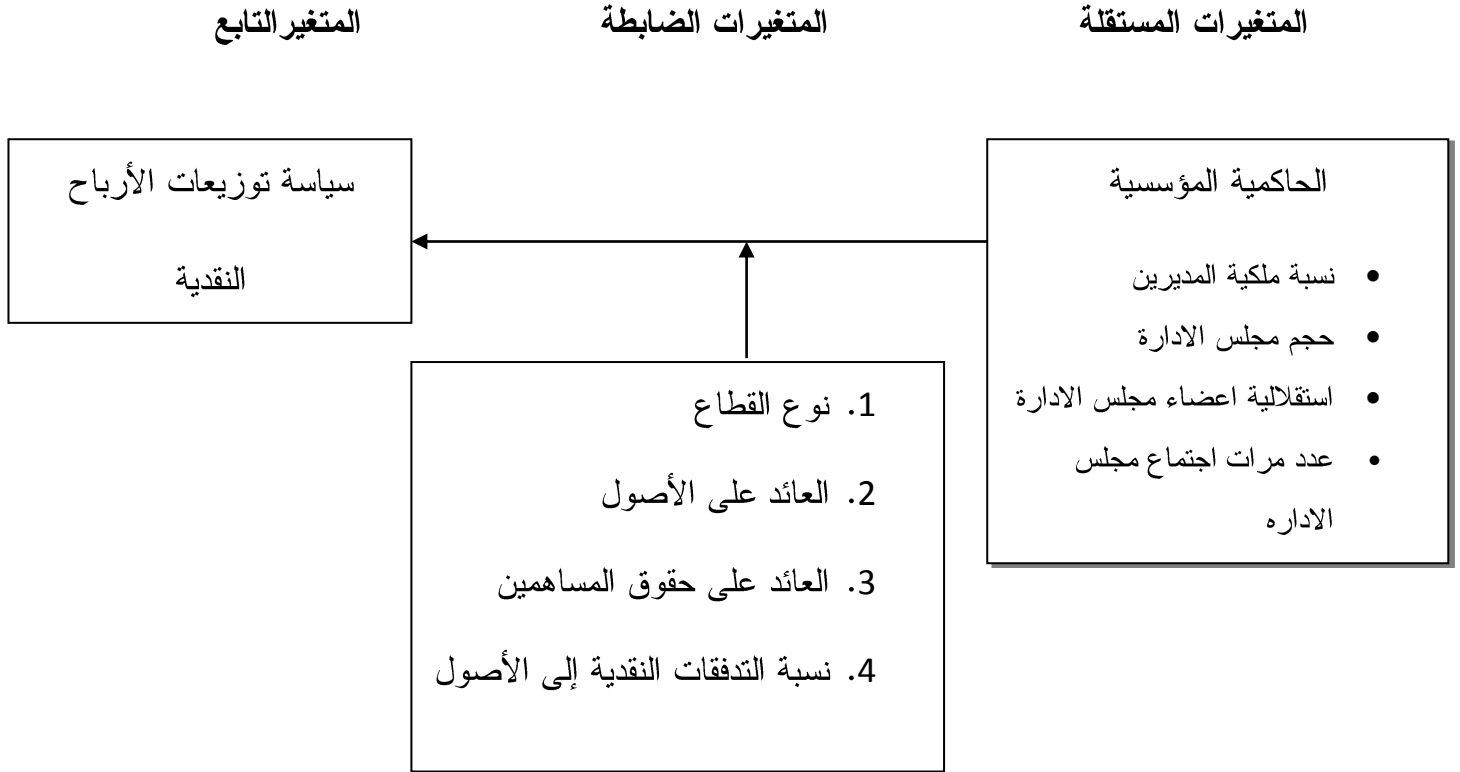 المتغيرات المستقلة
المتغيرات الضابطة
المتغيرالتابع
الحاكمية المؤسسية
• نسبة ملكية المديرين
• حجم مجلس الادارة
• استقلالية اعضاء مجلس الادارة
• عدد مرات اجتماع مجلس
الاداره
1. نوع القطاع
2. العائد على الأصول
3. العائد على حقوق المساهمين
4. نسبة التدفقات النقدية إلى الأصول
سياسة توزيعات الأرباح
النقدية